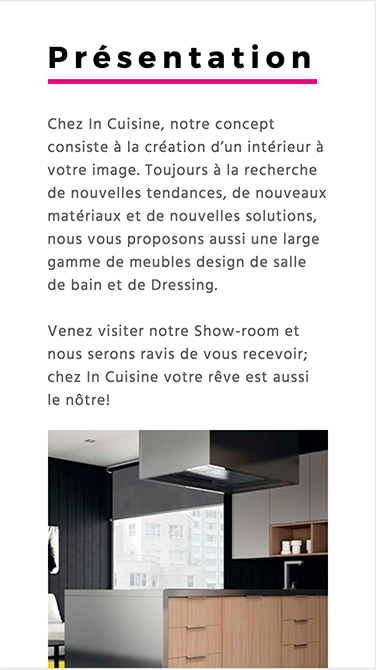 Présentation
Chez In Cuisine, notre concept
consiste à la création d'un intérieur à
votre image. Toujours à la recherche
de nouvelles tendances, de nouveaux
matériaux et de nouvelles solutions,
nous vous proposons aussi une large
gamme de meubles design de salle
de bain et de Dressing.
Venez visiter notre Show-room et
nous serons ravis de vous recevoir;
chez In Cuisine votre rêve est aussi
le nôtre!